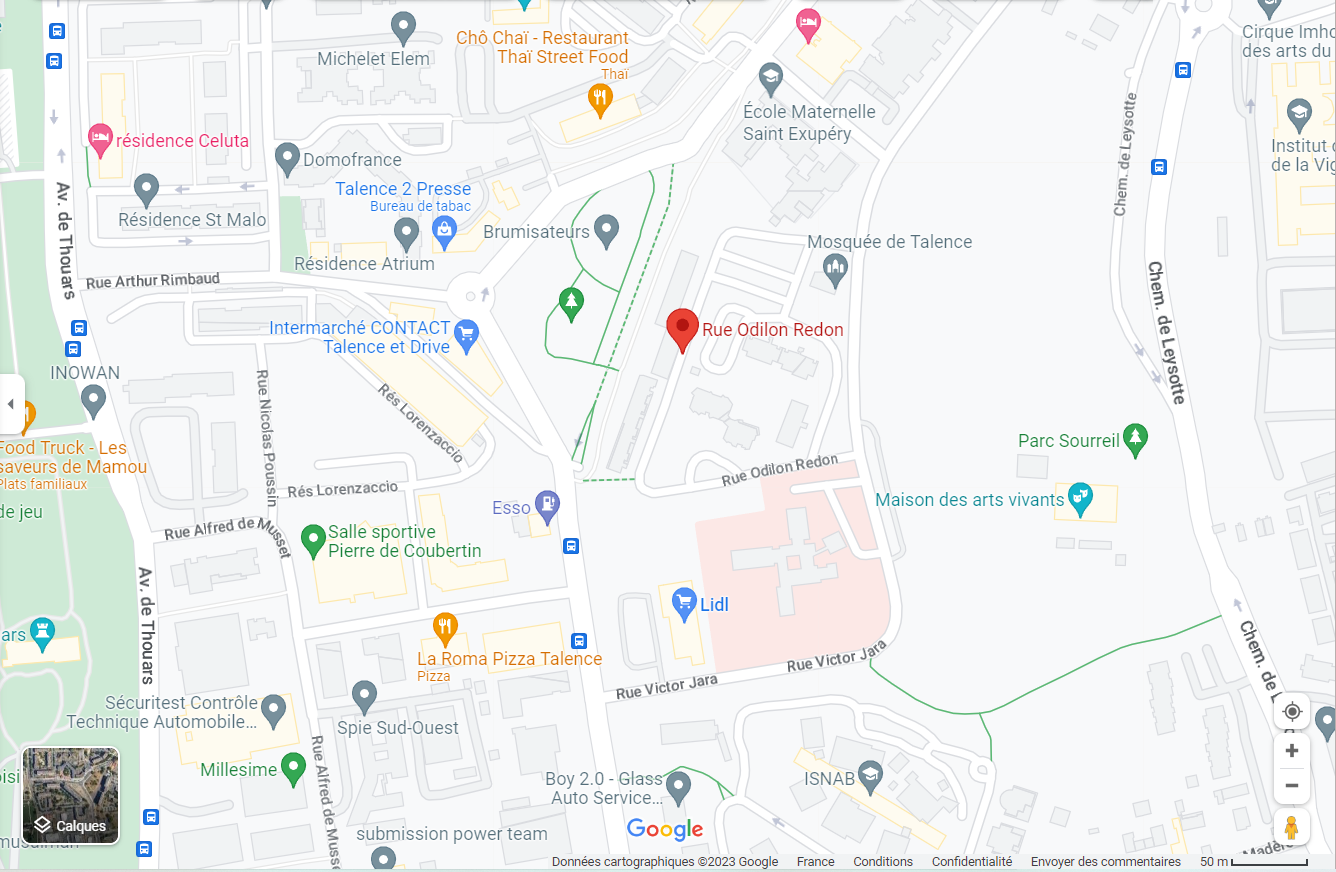 Chô Chaï - Restaurant
Thaï Street Food
Thaï
Michelet Elem
Cirque
des arts du
École Maternelle
Saint Exupéry
Chem. de Leysotte
Institut
de la
résidence Celuta
Domofrance
Talence 2 Presse
Bureau de tabac
Résidence St Malo
Brumisateurs
Mosquée de Talence
Av. de Thouars
Résidence Atrium
Rue Arthur Rimbaud
Chem. de Leysotte
Intermarché CONTACT
Talence et Drive
Rue Odilon Redon
INOWAN
Rue Nicolas Poussin
Rés Lorenzaccio
Food Truck - Les
saveurs de Mamou
Plats familiaux
Parc Sourreil
Rue Odilon Redon
Rés Lorenzaccio
Maison des arts vivants
de jeu
Esso
Rue Alfred de Musset
Salle sportive
Pierre de Coubertin
Av. de Thouars
Lidl
ars
La Roma Pizza Talence
Pizza
Rue Victor Jara
Rue Victor Jara
Chem. de
Sécuritest Contrôle
Technique Automobile...
Spie Sud-Ouest
Millesime
Rue Alfred de
Boy 2.0 - Glass
Auto Service...
ISNAB
Calques
submission power team
Google
Données cartographiques ©2023 Google France Conditions Confidentialité Envoyer des commentaires 50 m